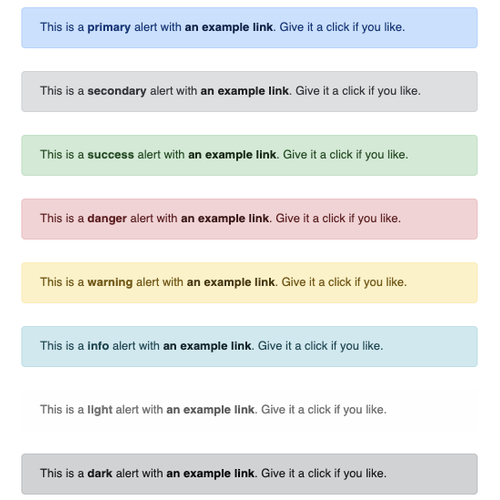 This is a primary alert with an example link. Give it a click if you like.
This is a secondary alert with an example link. Give it a click if you like.
This is a success alert with an example link. Give it a click if you like.
This is a danger alert with an example link. Give it a click if you like.
This is a warning alert with an example link. Give it a click if you like.
This is a info alert with an example link. Give it a click if you like.
This is a light alert with an example link. Give it a click if you like.
This is a dark alert with an example link. Give it a click if you like.